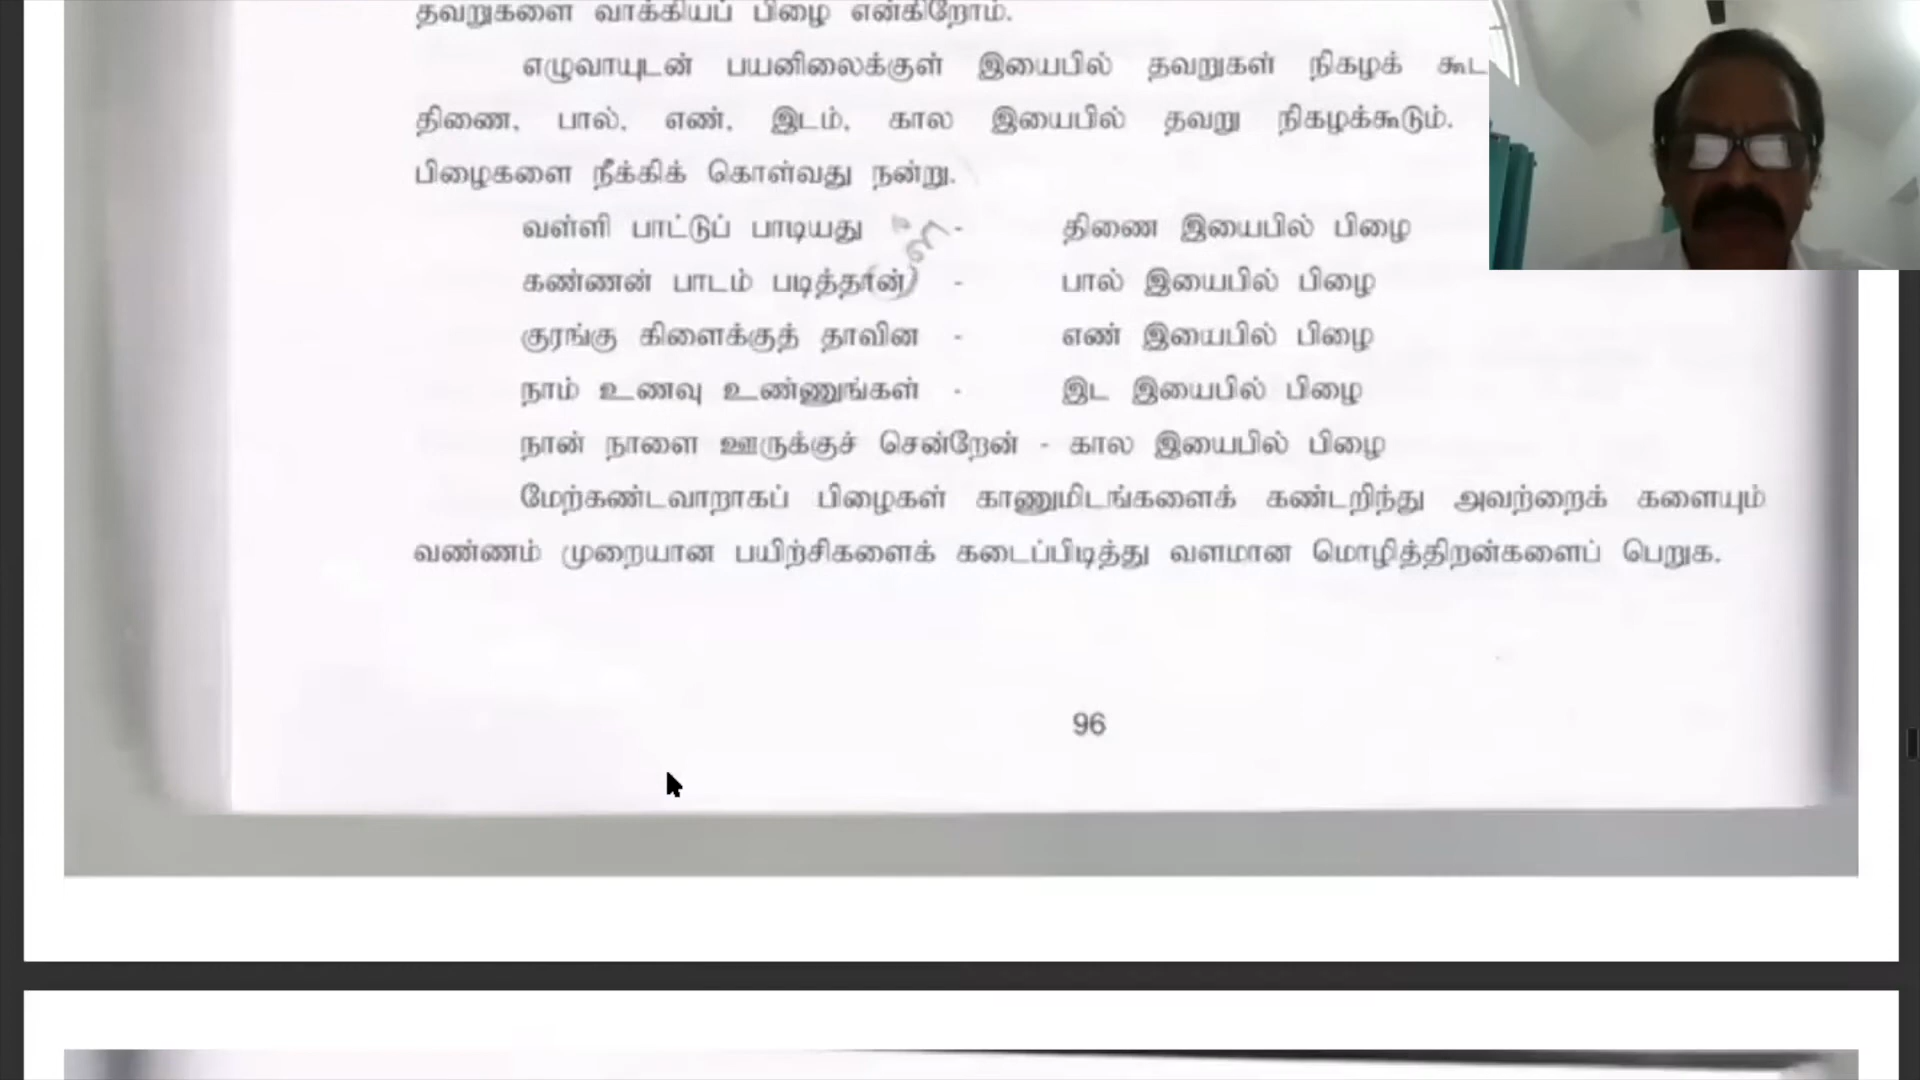 தவறுகளை வாக்கியப் பிழை என்கிறோம்.
எழுவாயுடன் பயனிலைக்குள் இயைபில் தவறுகள் நிகழக் கூட
திணை, பால், எண், இடம், கால இயைபில் தவறு நிகழக்கூடும்.
பிழைகளை நீக்கிக் கொள்வது நன்று.
வள்ளி பாட்டுப் பாடியது - திணை இயைபில் பிழை
கண்ணன் பாடம் படித்தான் - பால் இயைபில் பிழை
குரங்கு கிளைக்குத் தாவின - எண் இயைபில் பிழை
நாம் உணவு உண்ணுங்கள் - இட இயைபில் பிழை
நான் நாளை ஊருக்குச் சென்றேன் - கால இயைபில் பிழை
மேற்கண்டவாறாகப் பிழைகள் காணுமிடங்களைக் கண்டறிந்து அவற்றைக் களையும்
வண்ணம் முறையான பயிற்சிகளைக் கடைப்பிடித்து வளமான மொழித்திறன்களைப் பெறுக.
96